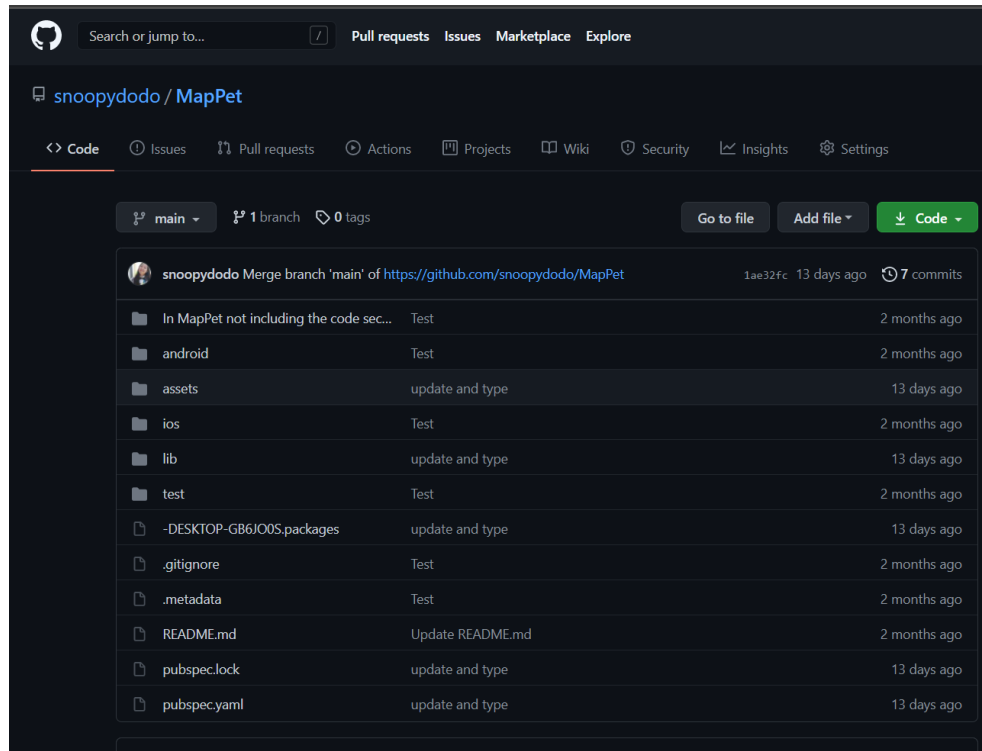 Search or jump to... / Pull requests Issues Marketplace Explore
snoopydodo / MapPet
<> Code Issues Pull requests Actions Projects Wiki Security Insights Settings
main 1 branch 0 tags Go to file Add file Code
snoopydodo Merge branch 'main' of https://github.com/snoopydodo/MapPet 1ae32fc 13 days ago 7 commits
In MapPet not including the code sec... Test 2 months ago
android Test 2 months ago
assets update and type 13 days ago
ios Test 2 months ago
lib update and type 13 days ago
test Test 2 months ago
-DESKTOP-GB6JO0S.packages update and type 13 days ago
.gitignore Test 2 months ago
.metadata Test 2 months ago
README.md Update README.md 2 months ago
pubspec.lock update and type 13 days ago
pubspec.yaml update and type 13 days ago